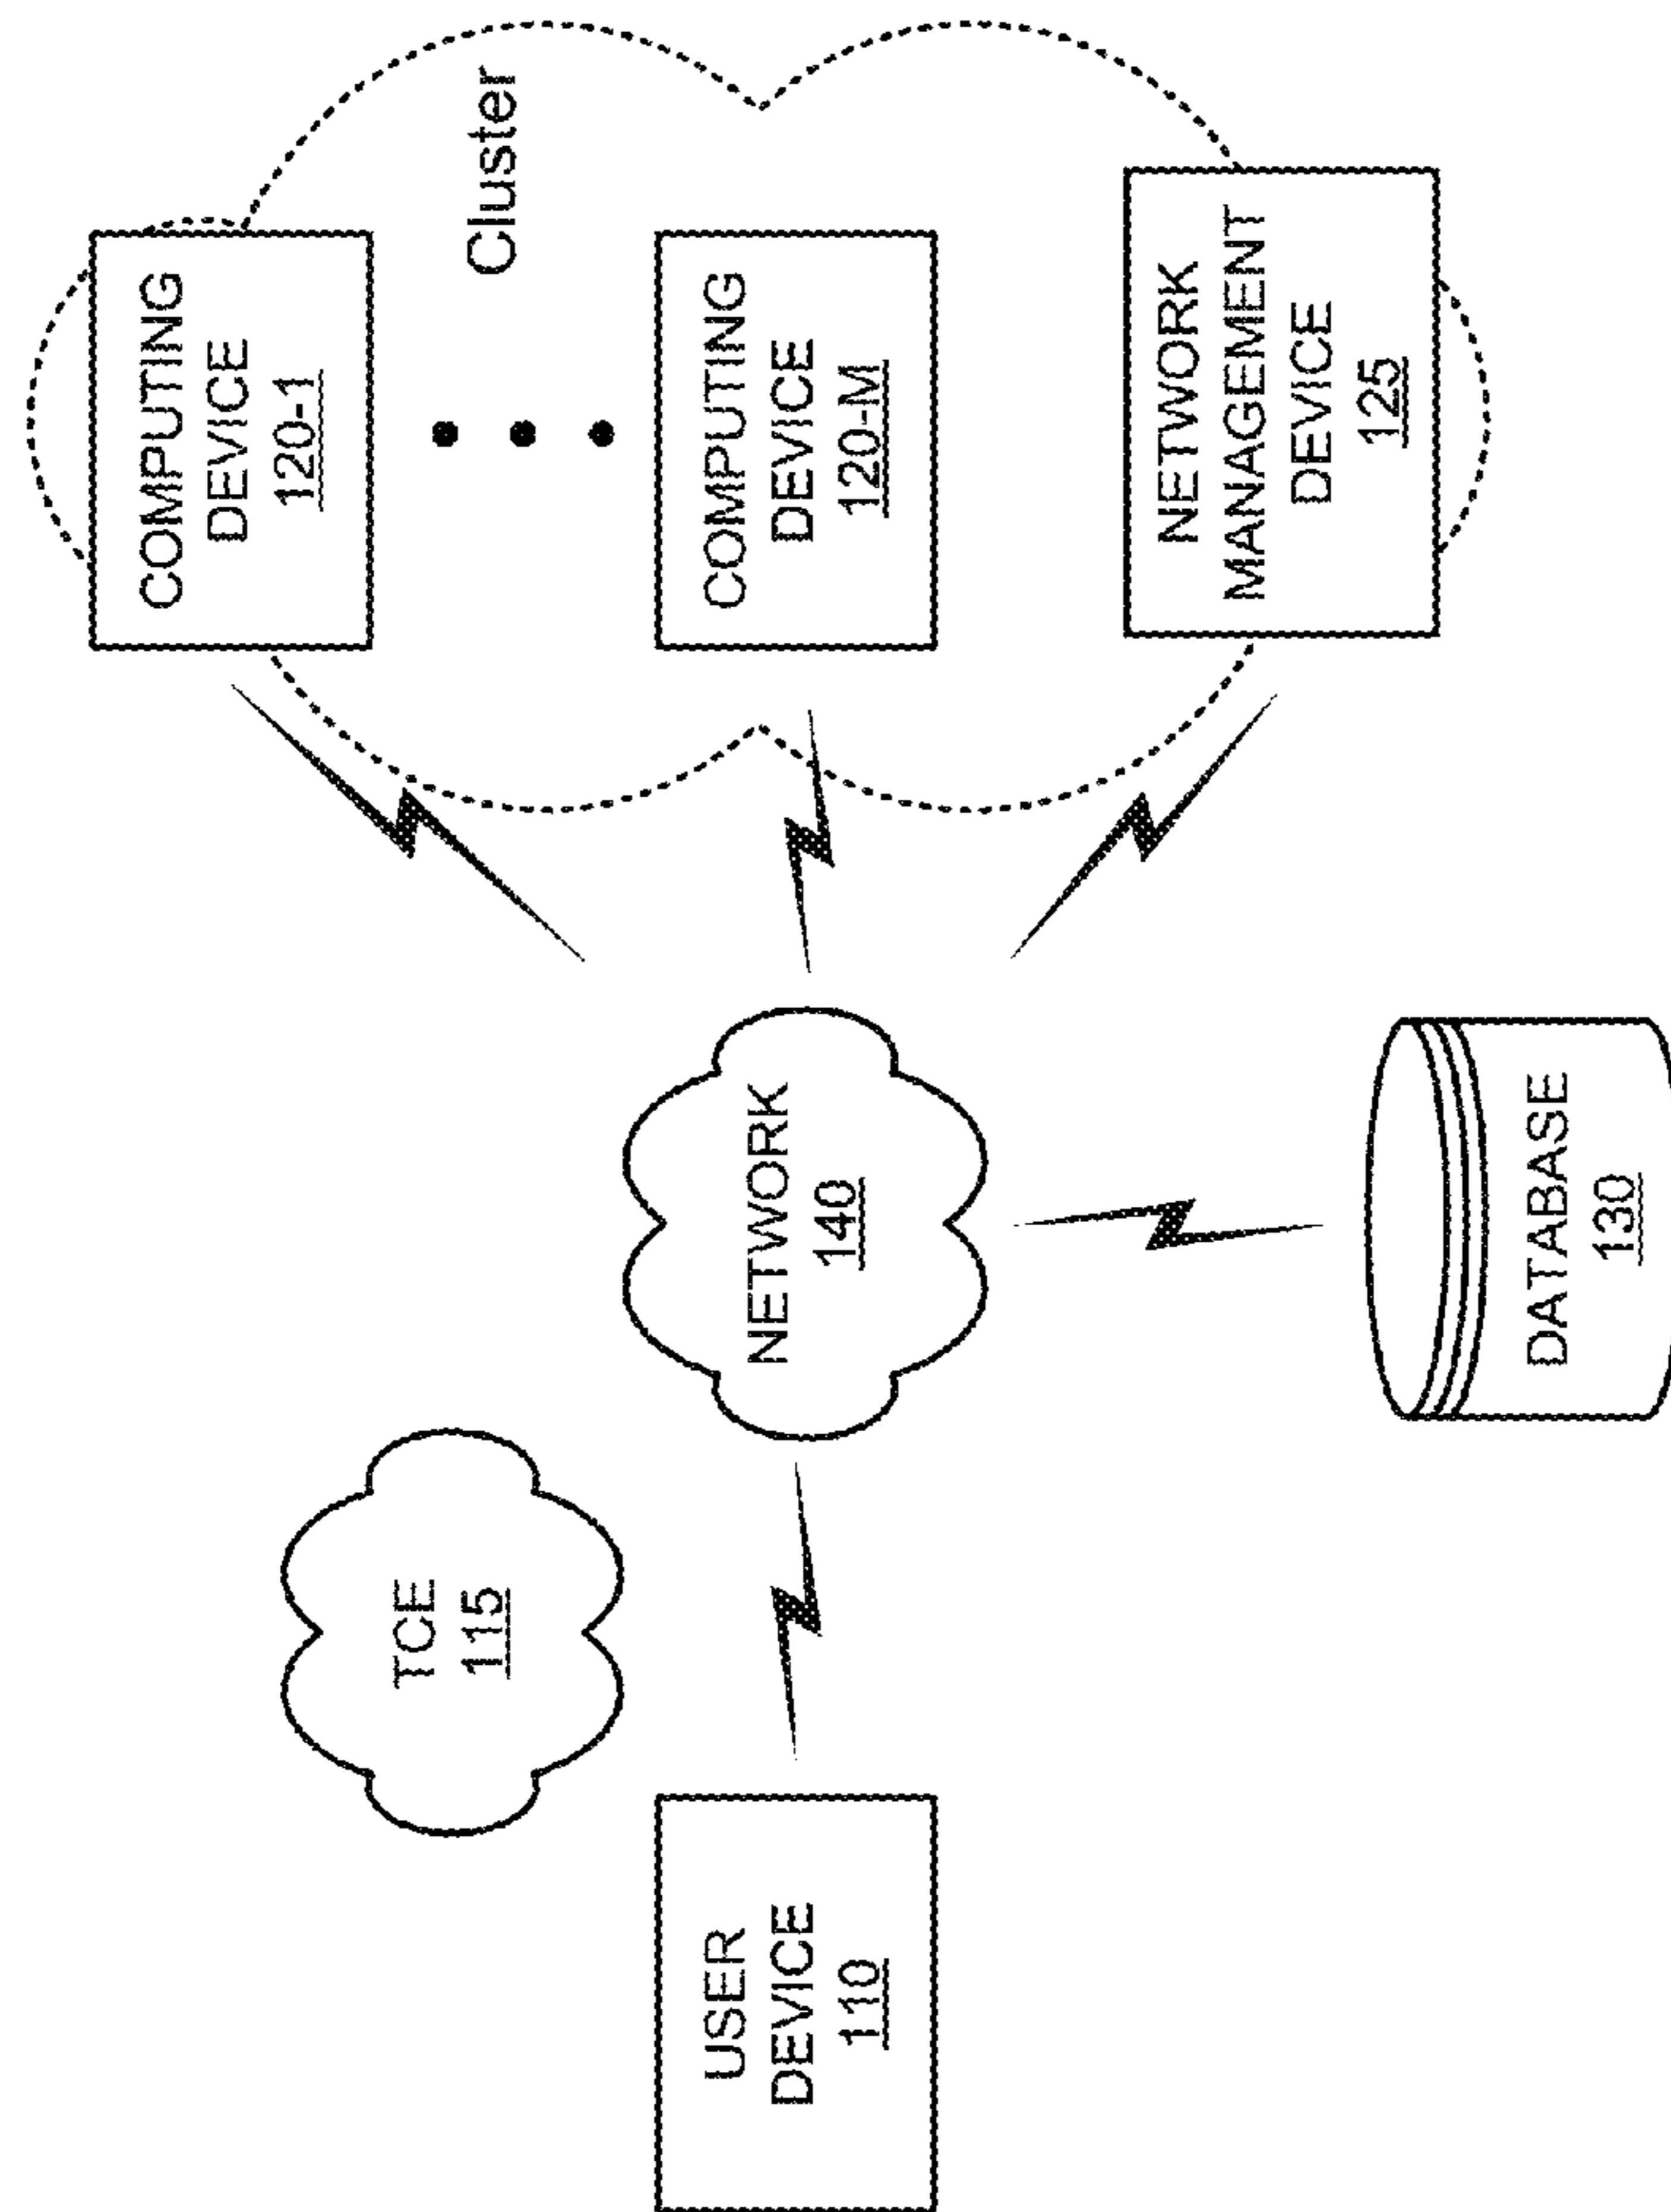 COMPUTING
DEVICE
120-1
Cluster
TCE
115
USER
DEVICE
110
NETWORK
140
COMPUTING
DEVICE
120-M
NETWORK
MANAGEMENT
DEVICE
125
DATABASE
130